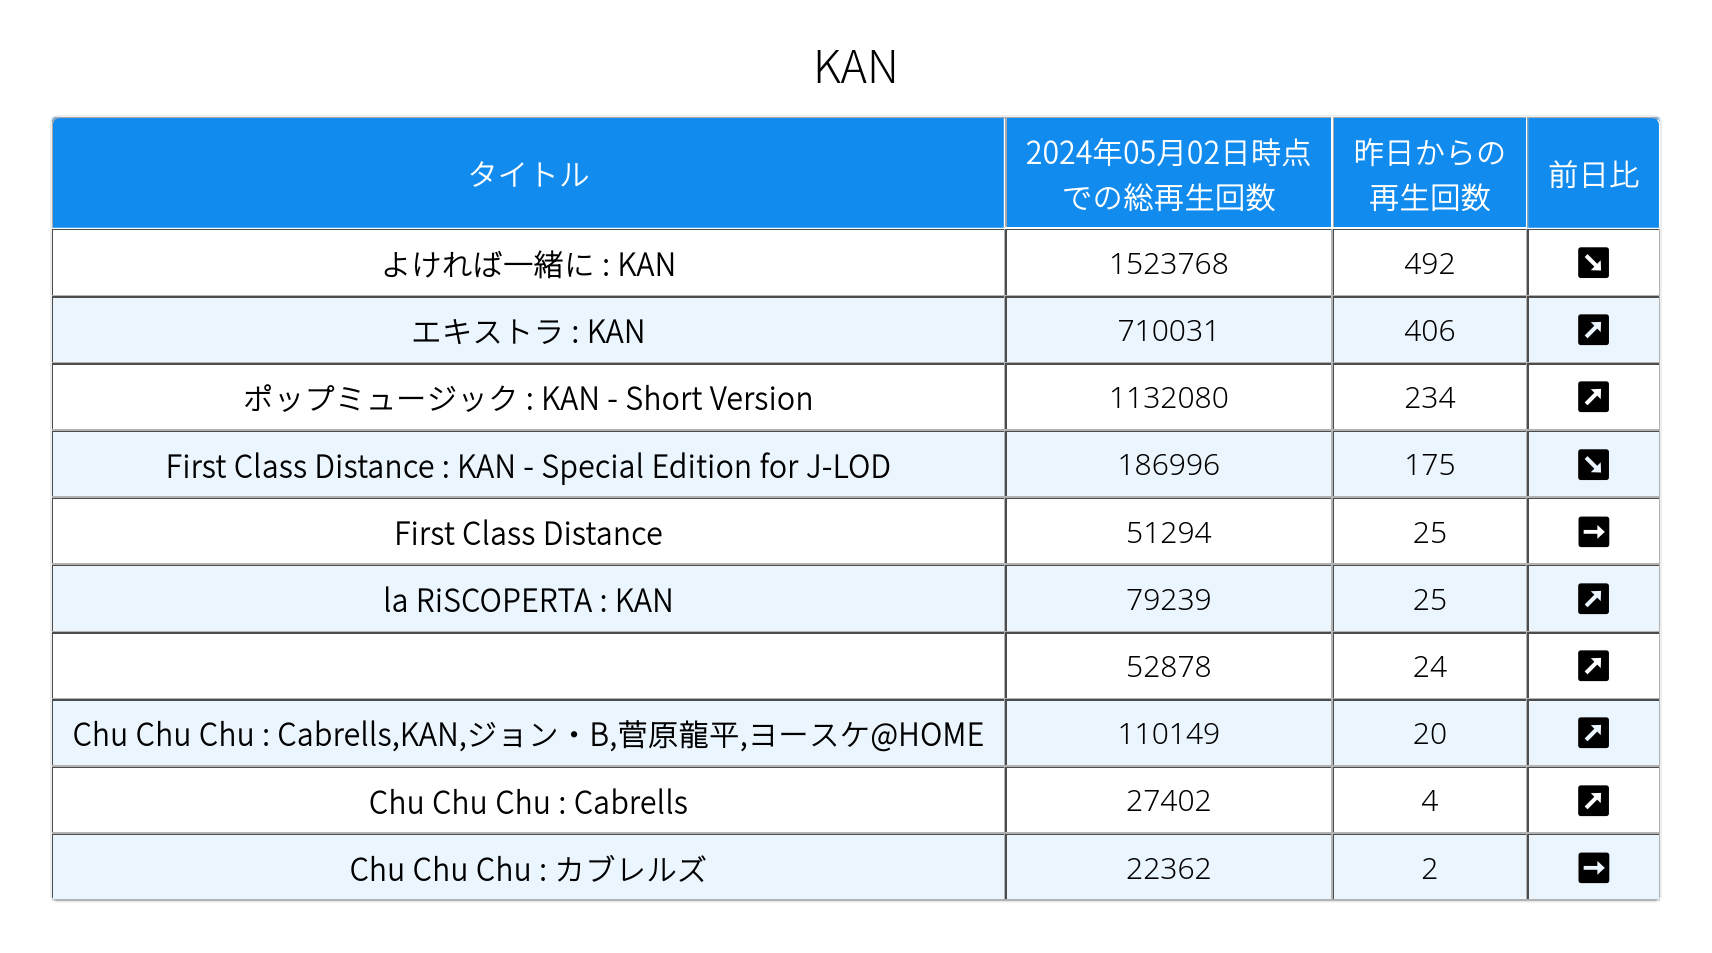 KAN
タイトル
2024年05月02日時点
での総再生回数
昨日からの
再生回数
前日比
よければ一緒に : KAN 1523768 492
エキストラ : KAN 710031 406
ポップミュージック : KAN - Short Version 1132080 234
First Class Distance : KAN - Special Edition for J-LOD 186996 175
First Class Distance 51294 25
la RiSCOPERTA : KAN 79239 25
52878 24
Chu Chu Chu : Cabrells,KAN,ジョン・B,菅原龍平,ヨースケ@HOME 110149 20
Chu Chu Chu : Cabrells 27402 4
Chu Chu Chu : カブレルズ 22362 2